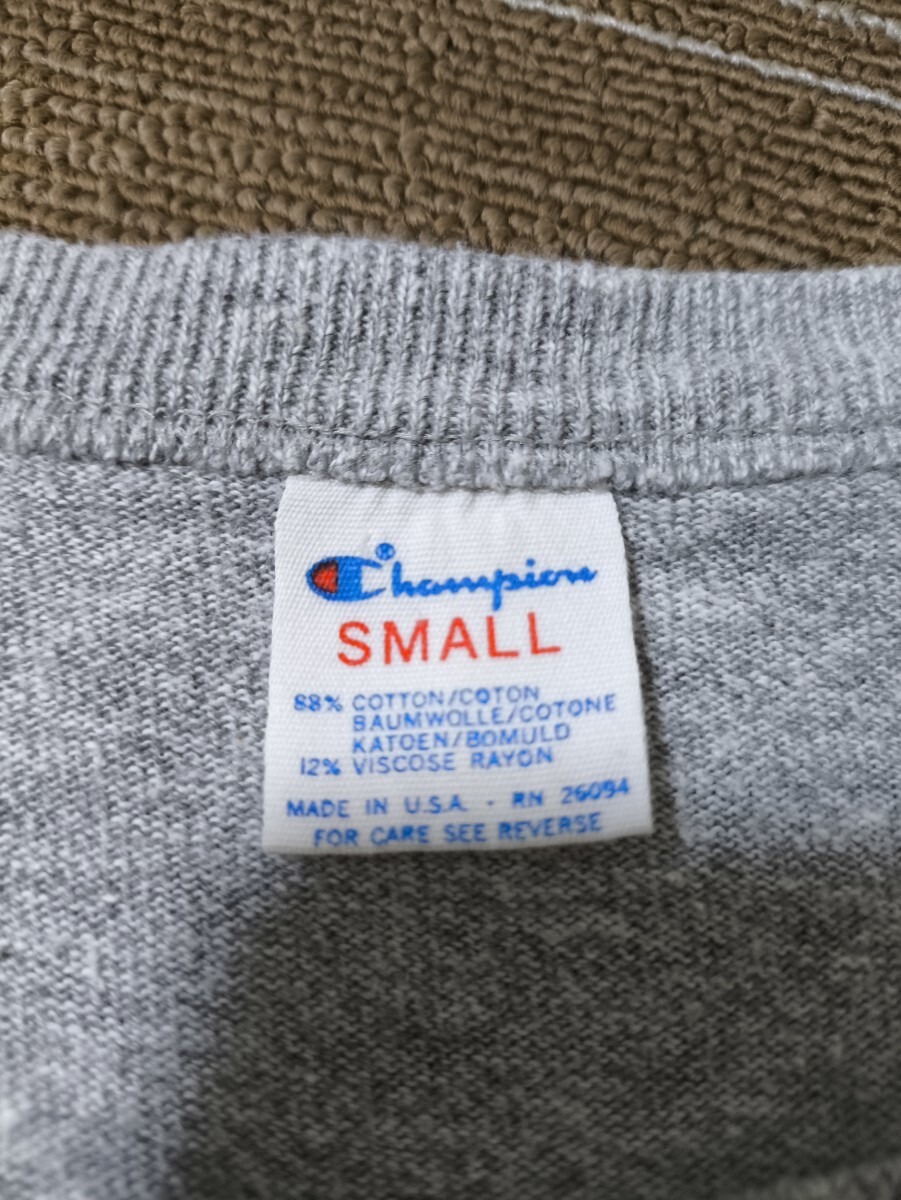 Champion®
SMALL
88% COTTON/COTON
BAUMWOLLE/COTONE
KATOEN/BOMULD
12% VISCOSE RAYON
MADE IN U.S.A. - RN 26094
FOR CARE SEE REVERSE